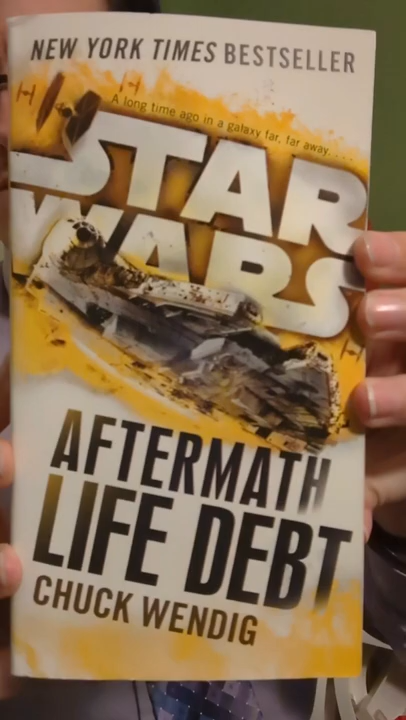 NEW YORK TIMES BESTSELLER
A long time ago in a galaxy far, far away. . . .
STAR
WARS
AFTERMATH
LIFE DEBT
CHUCK WENDIG